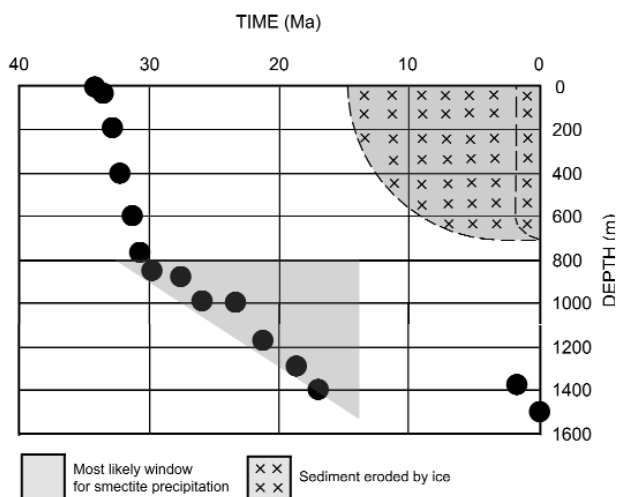 TIME (Ma)
40 30 20 10 0
0
200
400
600
800
1000
1200
1400
1600
DEPTH (m)
Most likely window
for smectite precipitation
Sediment eroded by ice